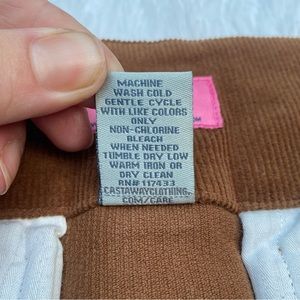 MACHINE
WASH COLD
GENTLE CYCLE
WITH LIKE COLORS
ONLY
NON-CHLORINE
BLEACH
WHEN NEEDED
TUMBLE DRY LOW
WARM IRON OR
DRY CLEAN
RN# 117433
CASTAWAYCLOTHING.
COM/CARE